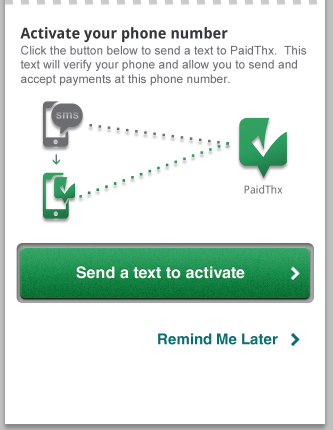 Activate your phone number
Click the button below to send a text to PaidThx. This
text will verify your phone and allow you to send and
accept payments at this phone number.
sms
PaidThx
Send a text to activate
Remind Me Later